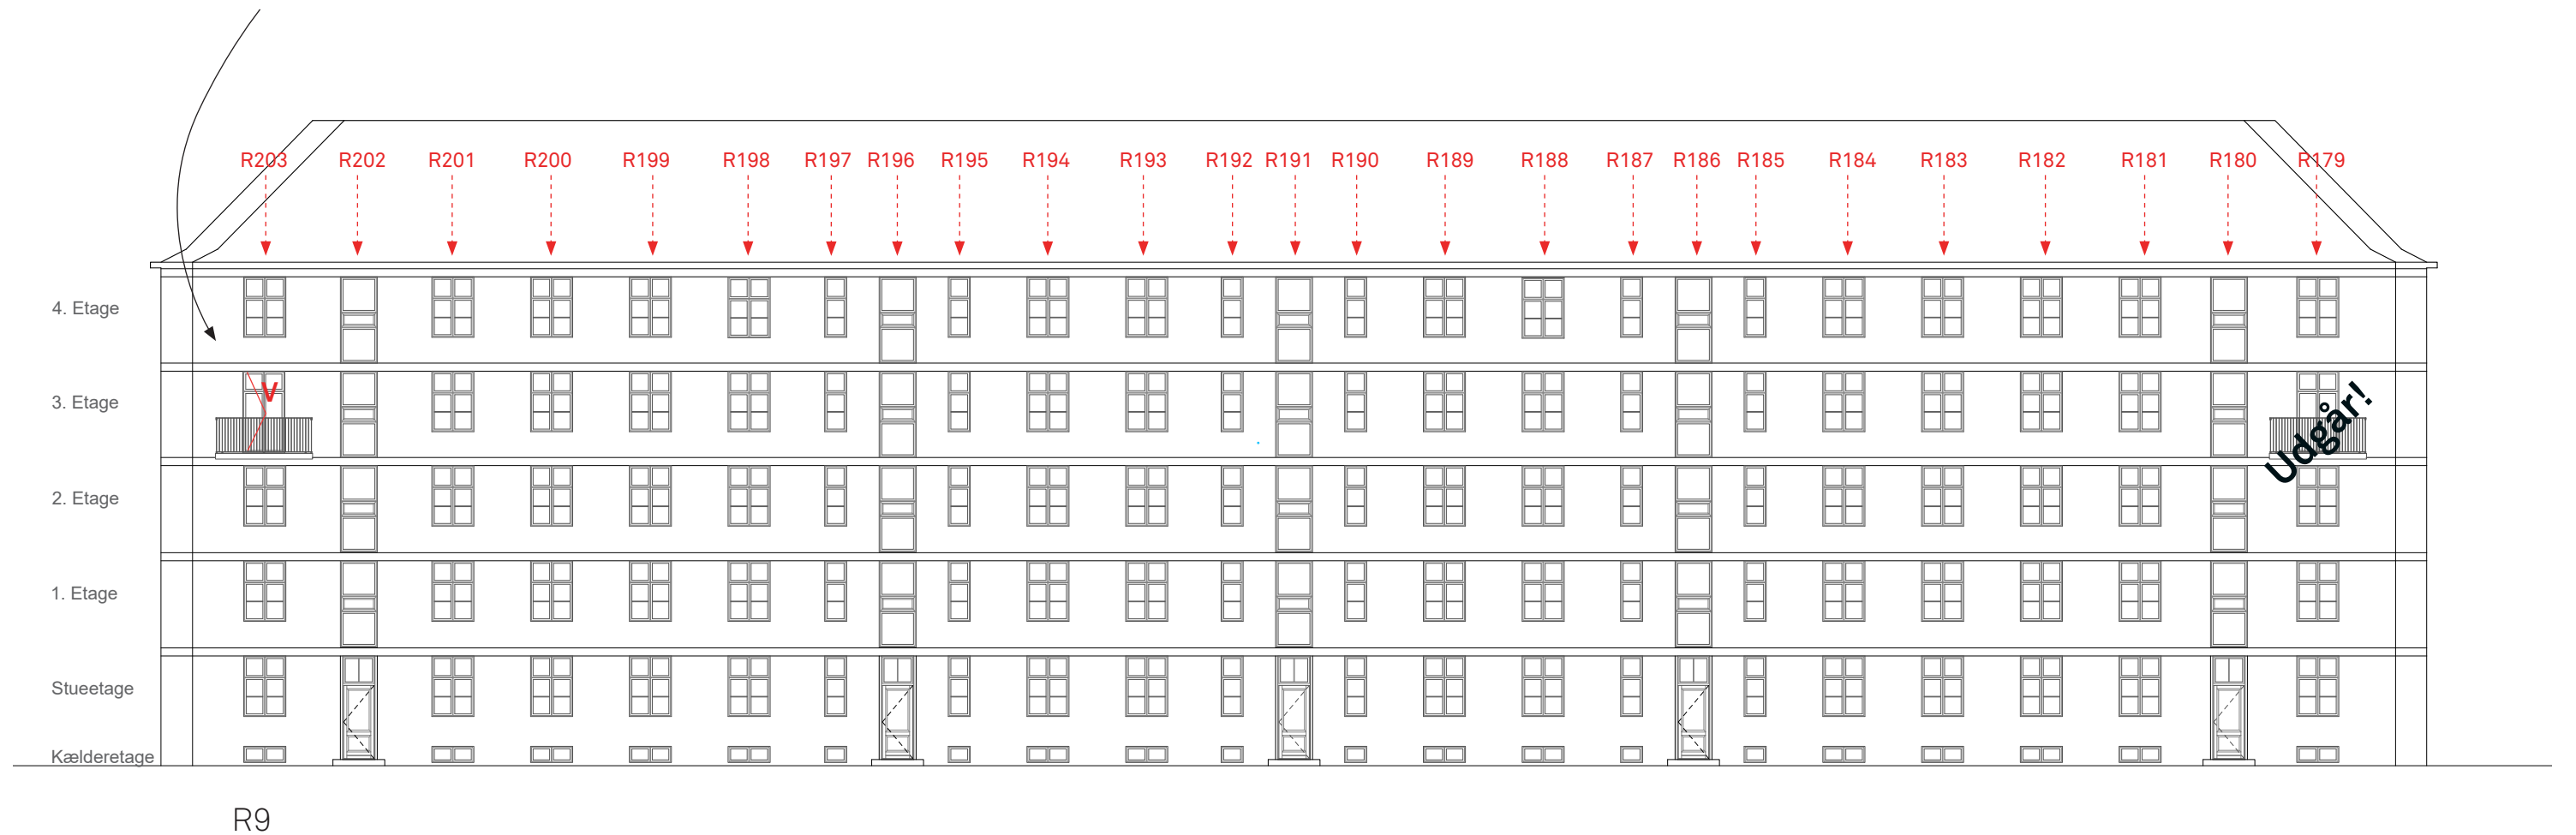 R203 R202 R201 R200 R199 R198 R197 R196 R195 R194 R193 R192 R191 R190 R189 R188 R187 R186 R185 R184 R183 R182 R181 R180 R179
4. Etage
3. Etage
V
Udgår!
2. Etage
1. Etage
Stueetage
Kælderetage
R9